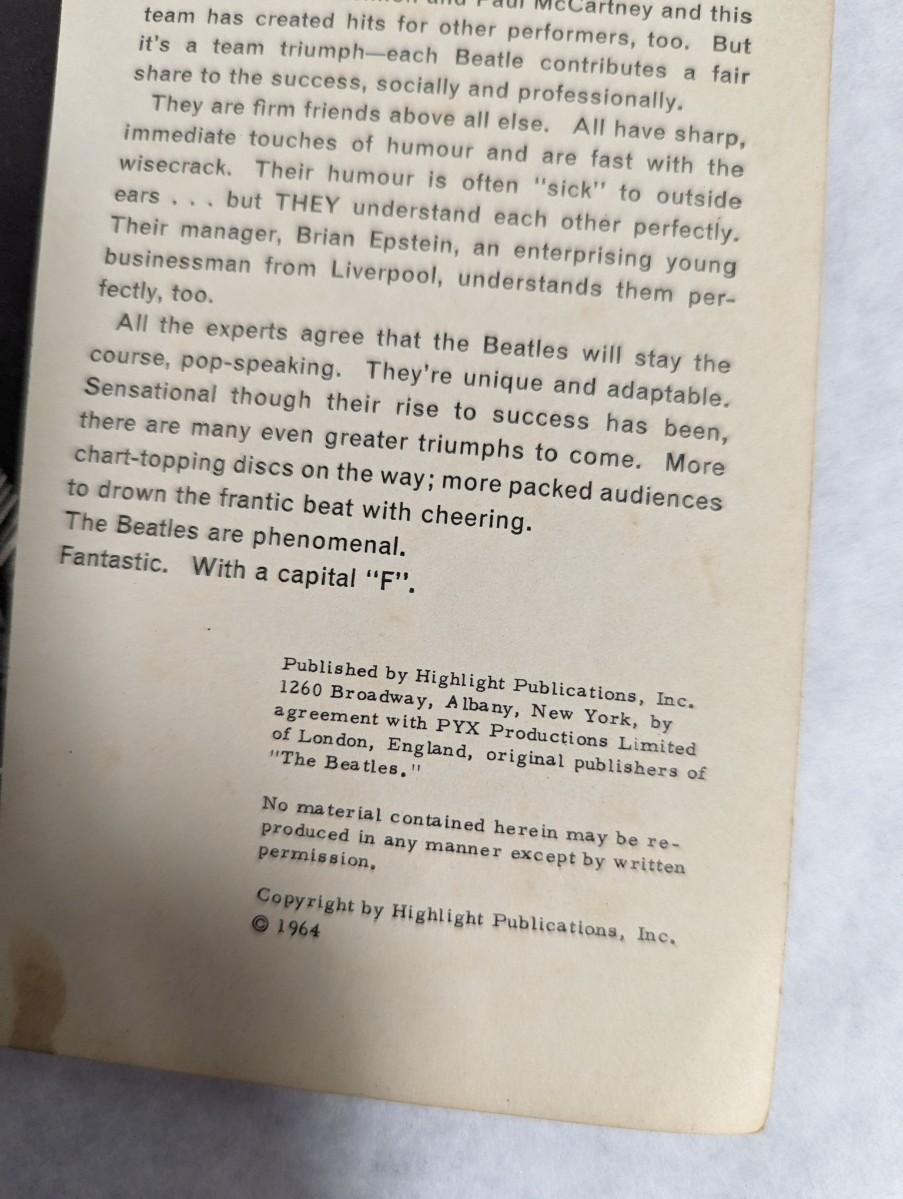 Paul McCartney and this
team has created hits for other performers, too. But
it's a team triumph—each Beatle contributes a fair
share to the success, socially and professionally.
They are firm friends above all else. All have sharp,
immediate touches of humour and are fast with the
wisecrack. Their humour is often "sick" to outside
ears . . . but THEY understand each other perfectly.
Their manager, Brian Epstein, an enterprising young
businessman from Liverpool, understands them per-
fectly, too.
All the experts agree that the Beatles will stay the
course, pop-speaking. They're unique and adaptable.
Sensational though their rise to success has been,
there are many even greater triumphs to come. More
chart-topping discs on the way; more packed audiences
to drown the frantic beat with cheering.
The Beatles are phenomenal.
Fantastic. With a capital "F".
Published by Highlight Publications, Inc.
1260 Broadway, Albany, New York, by
agreement with PYX Productions Limited
of London, England, original publishers of
"The Beatles."
No material contained herein may be re-
produced in any manner except by written
permission.
Copyright by Highlight Publications, Inc.
© 1964